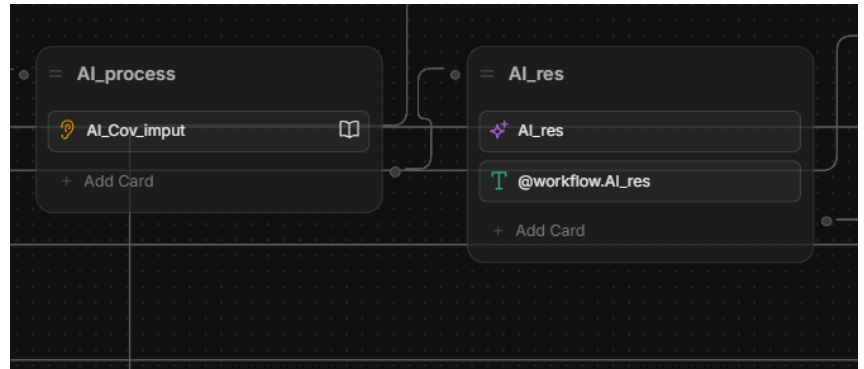 AI_process
AI_Cov_imput
+ Add Card
AI_res
AI_res
@workflow.AI_res
+ Add Card